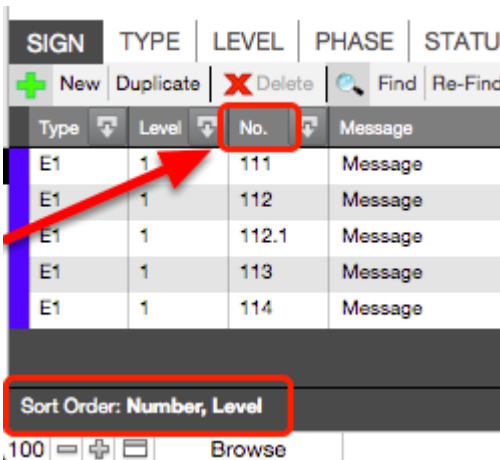 SIGN TYPE LEVEL PHASE STATU
New Duplicate Delete Find Re-Find
Type Level No. Message
E1 1 111 Message
E1 1 112 Message
E1 1 112.1 Message
E1 1 113 Message
E1 1 114 Message
Sort Order: Number, Level
100 Browse